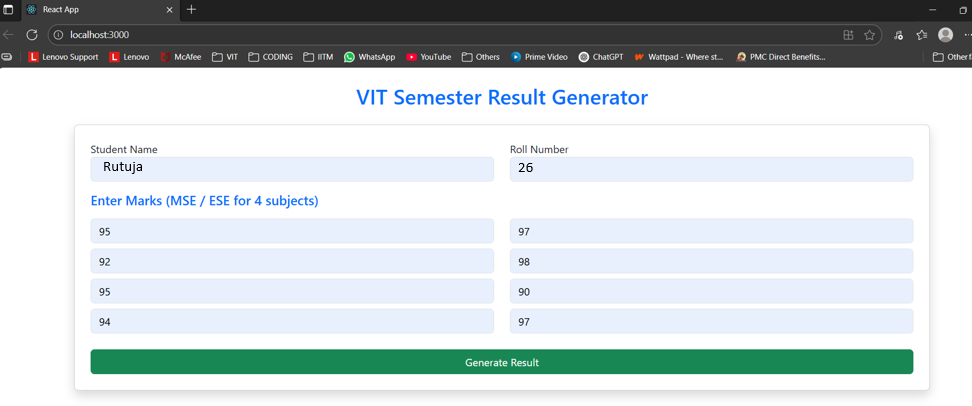 React App
localhost:3000
Lenovo Support Lenovo McAfee VIT CODING IITM WhatsApp YouTube Others Prime Video ChatGPT Wattpad - Where st... PMC Direct Benefits... Other f
VIT Semester Result Generator
Student Name Roll Number
Rutuja 26
Enter Marks (MSE / ESE for 4 subjects)
95 97
92 98
95 90
94 97
Generate Result